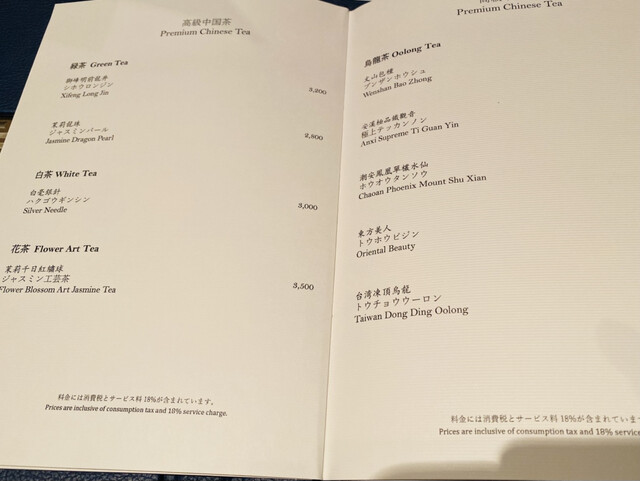 高級中国茶
Premium Chinese Tea
緑茶 Green Tea
獅峰明前龍井
シホウロンジン
Xifeng Long Jin
3,200
茉莉龍珠
ジャスミンパール
Jasmine Dragon Pearl
2,800
白茶 White Tea
白毫銀針
ハクゴウギンシン
Silver Needle
3,000
花茶 Flower Art Tea
茉莉千日紅繡球
ジャスミン工芸茶
Flower Blossom Art Jasmine Tea
3,500
料金には消費税とサービス料18%が含まれています。
Prices are inclusive of consumption tax and 18% service charge.
Premium Chinese Tea
烏龍茶 Oolong Tea
文山包種
ブンザンホウシュ
Wenshan Bao Zhong
安渓極品鐵觀音
極上テッカンノン
Anxi Supreme Ti Guan Yin
潮安鳳凰單欉水仙
ホウオウタンソウ
Chaoan Phoenix Mount Shu Xian
東方美人
トウホウビジン
Oriental Beauty
台湾凍頂烏龍
トウチョウウーロン
Taiwan Dong Ding Oolong
料金には消費税とサービス料18%が含まれていま
Prices are inclusive of consumption tax and 18% service